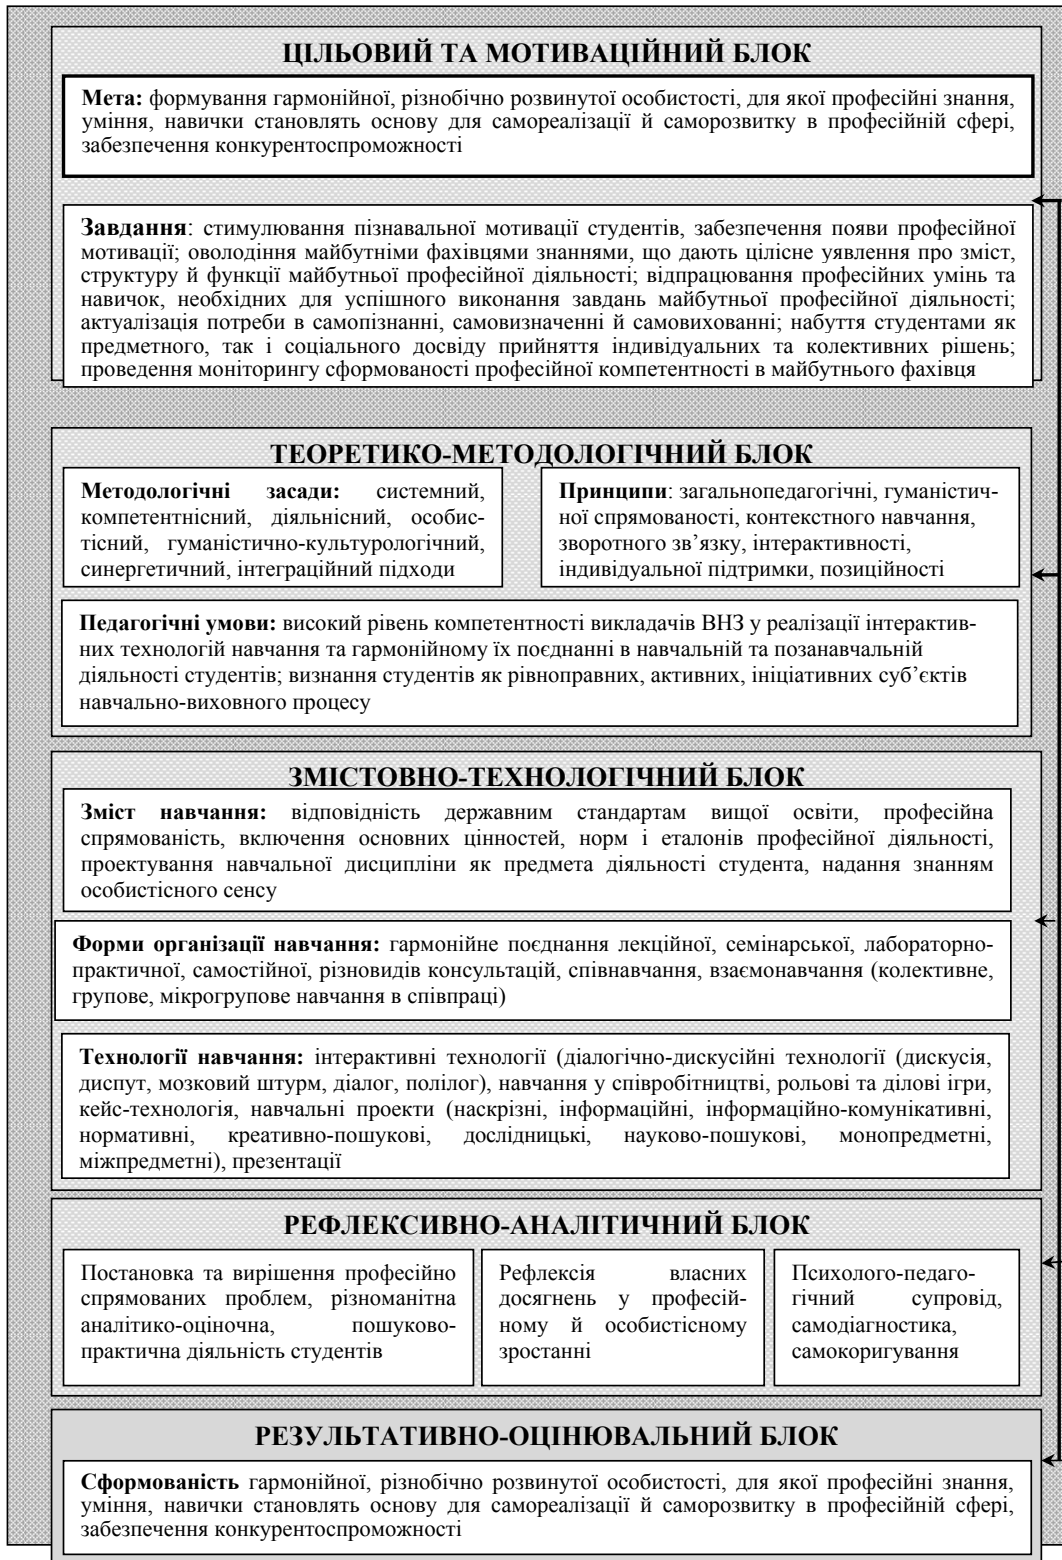 ЦІЛЬОВИЙ ТА МОТИВАЦІЙНИЙ БЛОК
Мета: формування гармонійної, різнобічно розвинутої особистості, для якої професійні знання,
уміння, навички становлять основу для самореалізації й саморозвитку в професійній сфері,
забезпечення конкурентоспроможності
Завдання: стимулювання пізнавальної мотивації студентів, забезпечення появи професійної
мотивації; оволодіння майбутніми фахівцями знаннями, що дають цілісне уявлення про зміст,
структуру й функції майбутньої професійної діяльності; відпрацювання професійних умінь та
навичок, необхідних для успішного виконання завдань майбутньої професійної діяльності;
актуалізація потреби в самопізнанні, самовизначенні й самовихованні; набуття студентами як
предметного, так і соціального досвіду прийняття індивідуальних та колективних рішень;
проведення моніторингу сформованості професійної компетентності в майбутнього фахівця
ТЕОРЕТИКО-МЕТОДОЛОГІЧНИЙ БЛОК
Методологічні засади: системний,
компетентнісний, діяльнісний, особис-
тісний, гуманістично-культурологічний,
синергетичний, інтеграційний підходи
Принципи: загальнопедагогічні, гуманістич-
ної спрямованості, контекстного навчання,
зворотного зв’язку, інтерактивності,
індивідуальної підтримки, позиційності
Педагогічні умови: високий рівень компетентності викладачів ВНЗ у реалізації інтерактив-
них технологій навчання та гармонійному їх поєднанні в навчальній та позанавчальній
діяльності студентів; визнання студентів як рівноправних, активних, ініціативних суб’єктів
навчально-виховного процесу
ЗМІСТОВНО-ТЕХНОЛОГІЧНИЙ БЛОК
Зміст навчання: відповідність державним стандартам вищої освіти, професійна
спрямованість, включення основних цінностей, норм і еталонів професійної діяльності,
проектування навчальної дисципліни як предмета діяльності студента, надання знанням
особистісного сенсу
Форми організації навчання: гармонійне поєднання лекційної, семінарської, лабораторно-
практичної, самостійної, різновидів консультацій, співнавчання, взаємонавчання (колективне,
групове, мікрогрупове навчання в співпраці)
Технології навчання: інтерактивні технології (діалогічно-дискусійні технології (дискусія,
диспут, мозковий штурм, діалог, полілог), навчання у співробітництві, рольові та ділові ігри,
кейс-технологія, навчальні проекти (наскрізні, інформаційні, інформаційно-комунікативні,
нормативні, креативно-пошукові, дослідницькі, науково-пошукові, монопредметні,
міжпредметні), презентації
РЕФЛЕКСИВНО-АНАЛІТИЧНИЙ БЛОК
Постановка та вирішення професійно
спрямованих проблем, різноманітна
аналітико-оціночна, пошуково-
практична діяльність студентів
Рефлексія власних
досягнень у професій-
ному й особистісному
зростанні
Психолого-педаго-
гічний супровід,
самодіагностика,
самокоригування
РЕЗУЛЬТАТИВНО-ОЦІНЮВАЛЬНИЙ БЛОК
Сформованість гармонійної, різнобічно розвинутої особистості, для якої професійні знання,
уміння, навички становлять основу для самореалізації й саморозвитку в професійній сфері,
забезпечення конкурентоспроможності